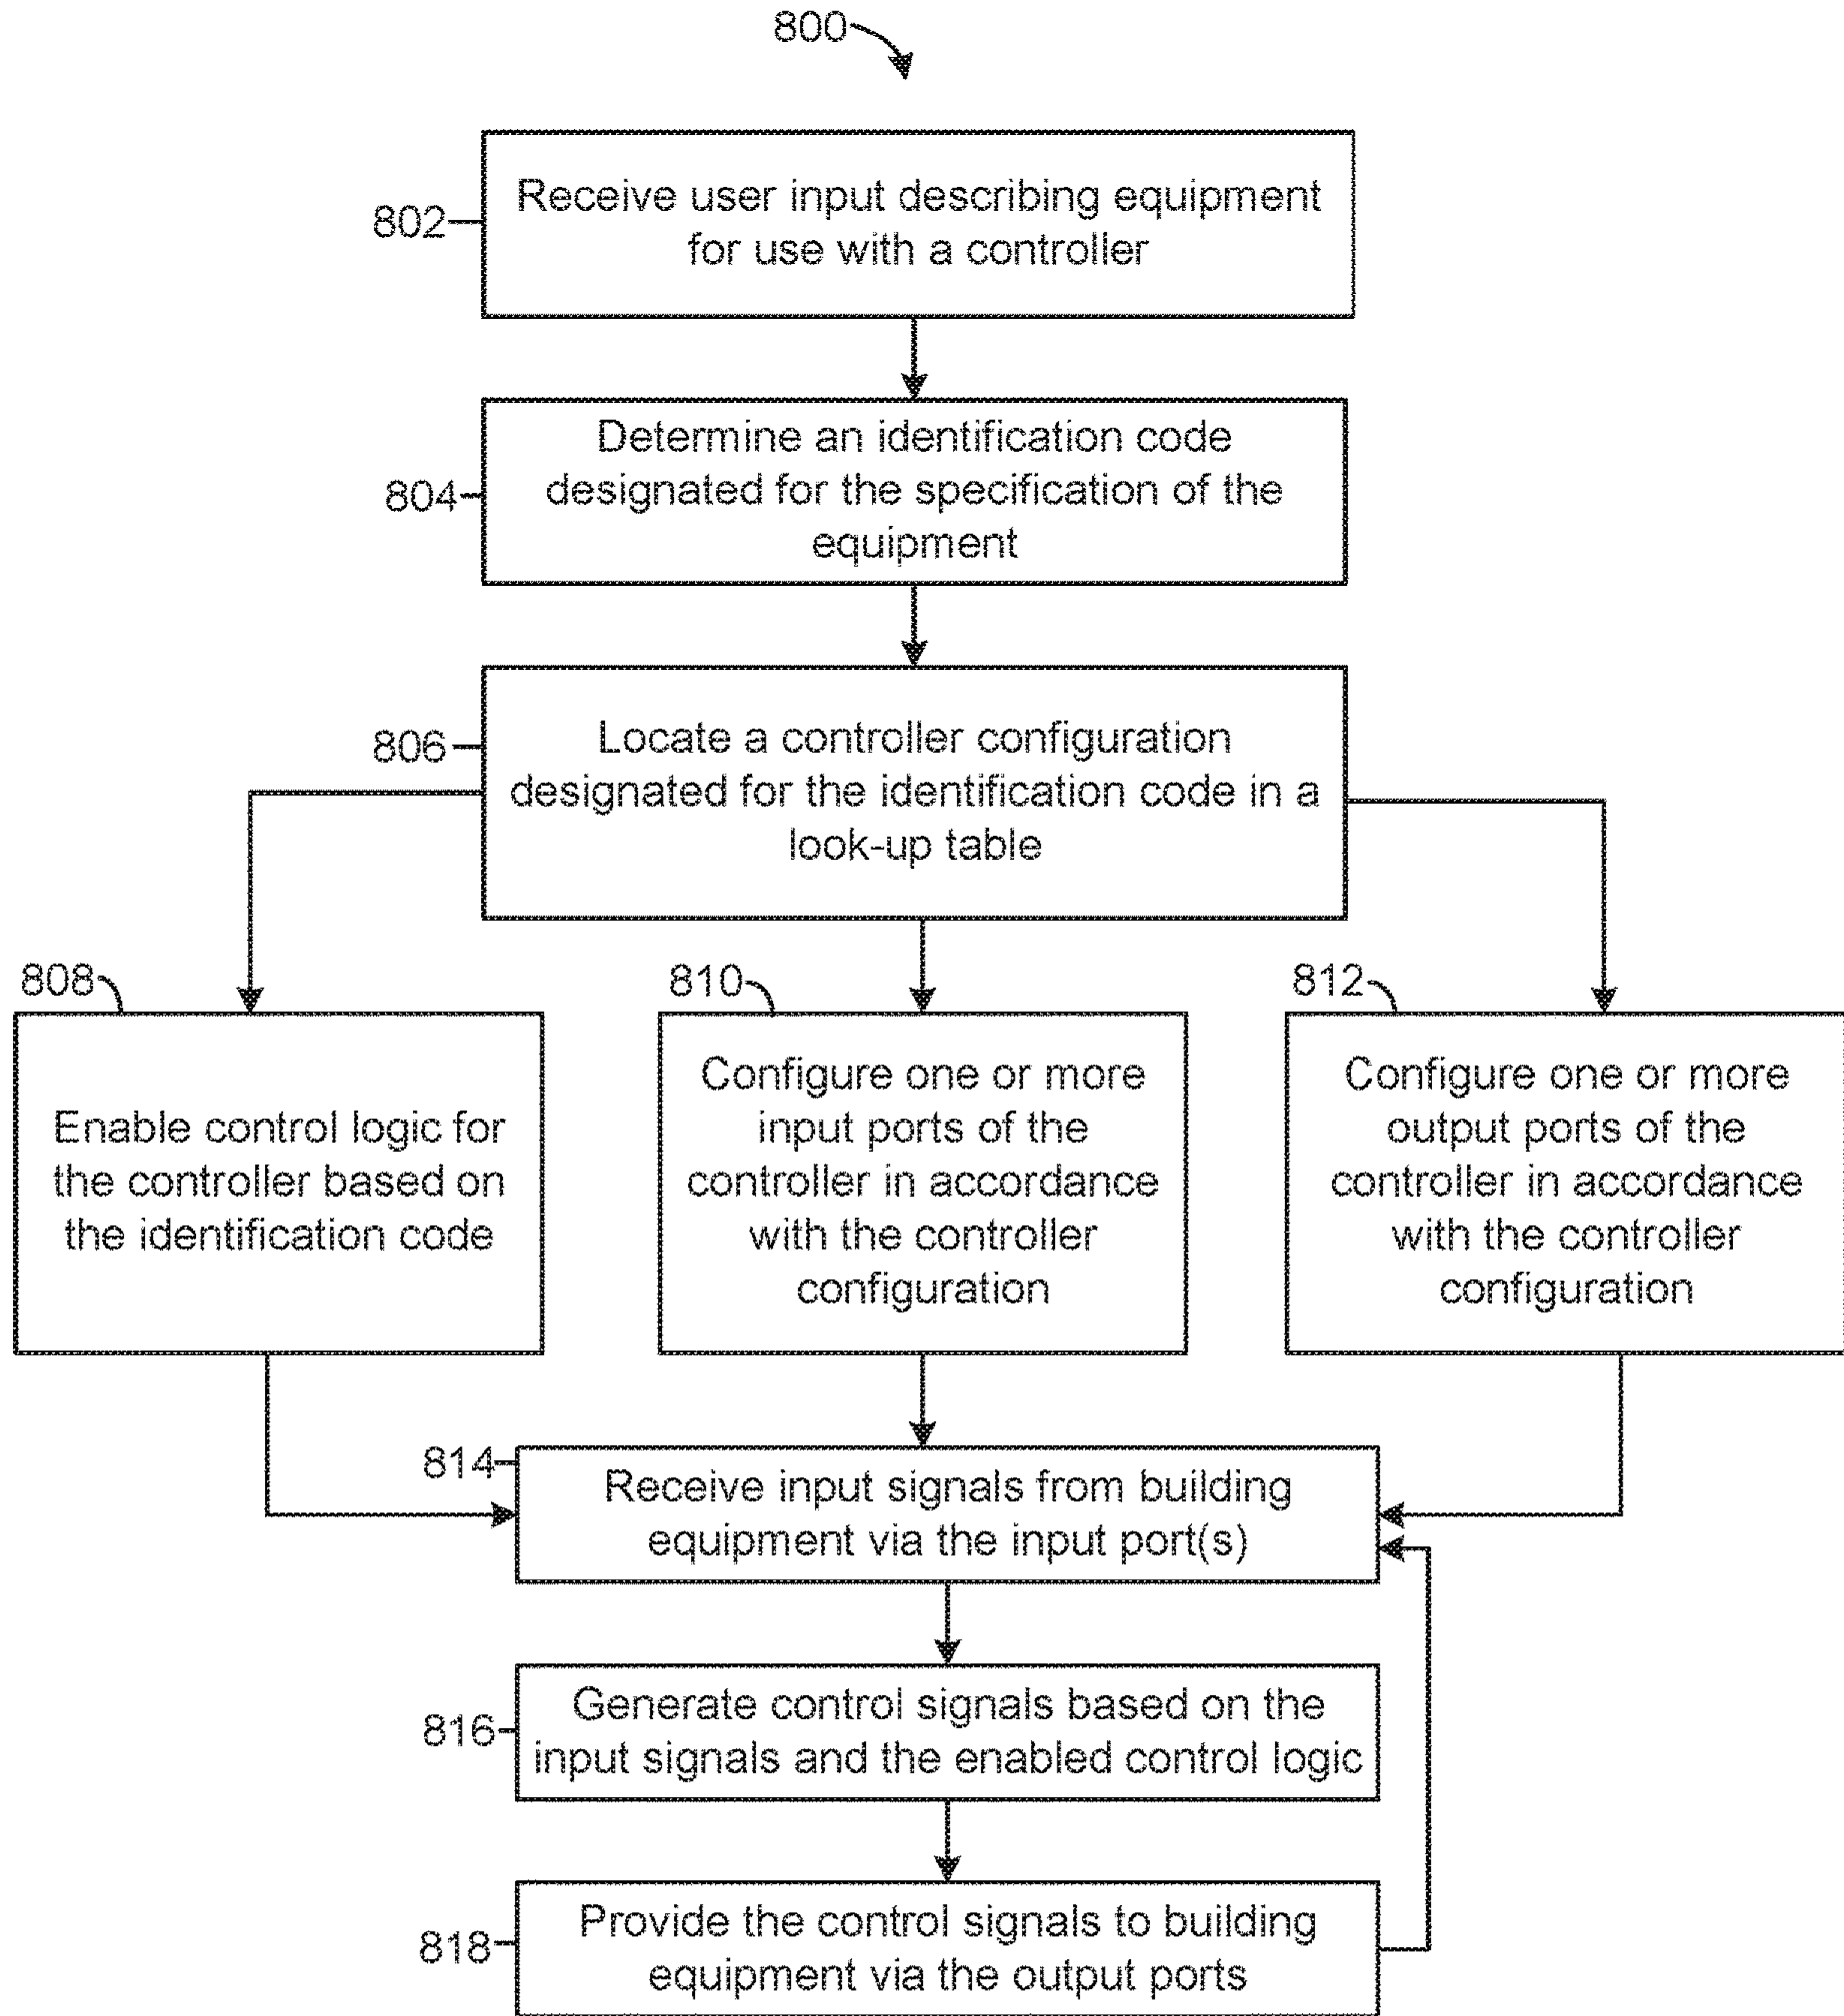 800
802
Receive user input describing equipment
for use with a controller
804
Determine an identification code
designated for the specification of the
equipment
806
Locate a controller configuration
designated for the identification code in a
look-up table
808
Enable control logic for
the controller based on
the identification code
810
Configure one or more
input ports of the
controller in accordance
with the controller
configuration
812
Configure one or more
output ports of the
controller in accordance
with the controller
configuration
814
Receive input signals from building
equipment via the input port(s)
816
Generate control signals based on the
input signals and the enabled control logic
818
Provide the control signals to building
equipment via the output ports